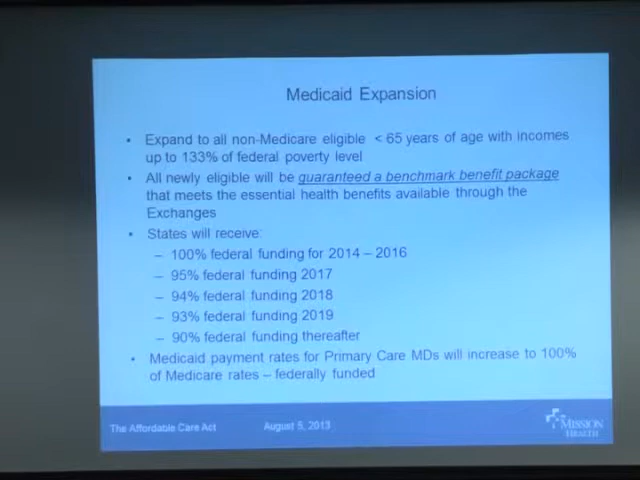 Medicaid Expansion
• Expand to all non-Medicare eligible < 65 years of age with incomes
up to 133% of federal poverty level
• All newly eligible will be guaranteed a benchmark benefit package
that meets the essential health benefits available through the
Exchanges
• States will receive:
– 100% federal funding for 2014 – 2016
– 95% federal funding 2017
– 94% federal funding 2018
– 93% federal funding 2019
– 90% federal funding thereafter
• Medicaid payment rates for Primary Care MDs will increase to 100%
of Medicare rates – federally funded
The Affordable Care Act
August 5, 2013
MISSION
HEALTH